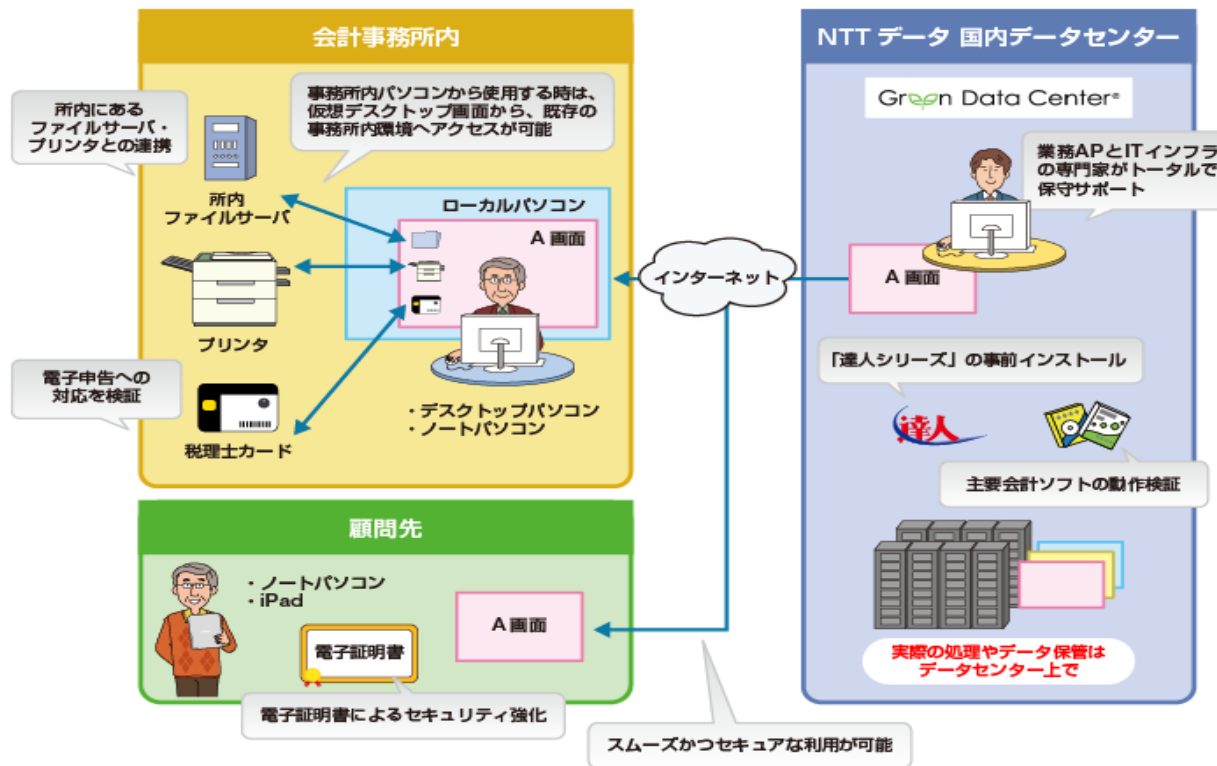 会計事務所内
所内にある
ファイルサーバ・
プリンタとの連携
事務所内パソコンから使用する時は、
仮想デスクトップ画面から、既存の
事務所内環境へアクセスが可能
所内
ファイルサーバ
ローカルパソコン
A 画面
プリンタ
電子申告への
対応を検証
税理士カード
・デスクトップパソコン
・ノートパソコン
インターネット
顧問先
・ノートパソコン
・iPad
電子証明書
A 画面
電子証明書によるセキュリティ強化
スムーズかつセキュアな利用が可能
NTT データ 国内データセンター
Green Data Center®
業務APとITインフラ
の専門家がトータルで
保守サポート
A 画面
「達人シリーズ」の事前インストール
達人
主要会計ソフトの動作検証
実際の処理やデータ保管は
データセンター上で